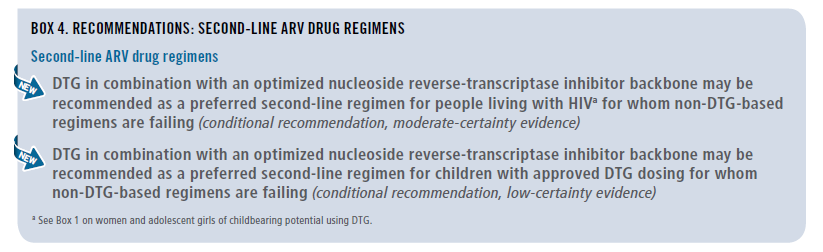 BOX 4. RECOMMENDATIONS: SECOND-LINE ARV DRUG REGIMENS
Second-line ARV drug regimens
NEW
DTG in combination with an optimized nucleoside reverse-transcriptase inhibitor backbone may be
recommended as a preferred second-line regimen for people living with HIVᵃ for whom non-DTG-based
regimens are failing (conditional recommendation, moderate-certainty evidence)
NEW
DTG in combination with an optimized nucleoside reverse-transcriptase inhibitor backbone may be
recommended as a preferred second-line regimen for children with approved DTG dosing for whom
non-DTG-based regimens are failing (conditional recommendation, low-certainty evidence)
ᵃ See Box 1 on women and adolescent girls of childbearing potential using DTG.